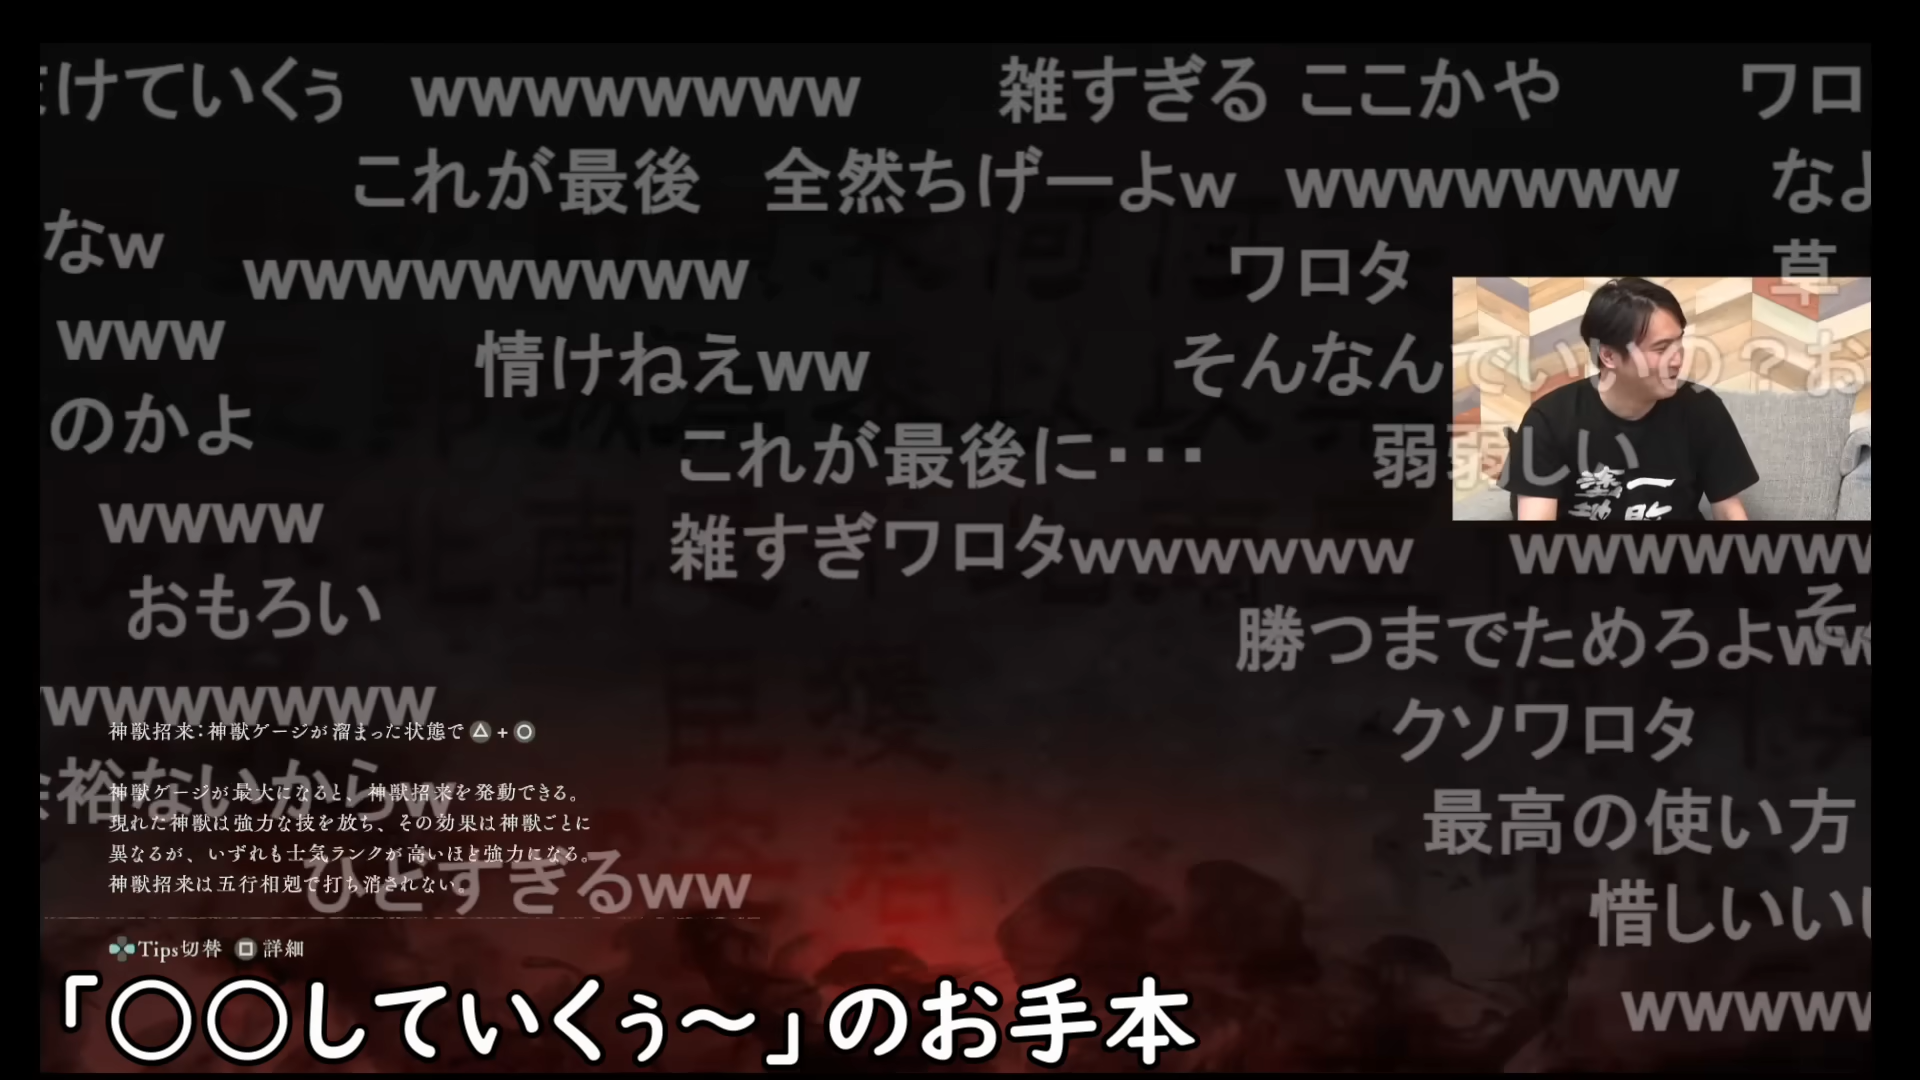 けていくぅ wwwwwwwww 雑すぎる ここかや ワロ
これが最後 全然ちげーよw wwwwwwww なよ
なw wwwwwwwwww ワロタ 草
www 情けねえww そんなんでいいの？お
のかよ これが最後に・・・ 弱弱しい
wwww 雑すぎワロタwwwwwww wwwwwww
おもろい 勝つまでためろよww そ
wwwwwwwww クソワロタ
神獣招来：神獣ゲージが溜まった状態で△+○
裕ないからw 最高の使い方
神獣ゲージが最大になると、神獣招来を発動できる。
現れた神獣は強力な技を放ち、その効果は神獣ごとに
異なるが、いずれも士気ランクが高いほど強力になる。
神獣招来は五行相剋で打ち消されない。
ひどすぎるww 惜しいい
Tips切替 □詳細
「○○していくぅ～」のお手本 wwwww
一敗
塗地